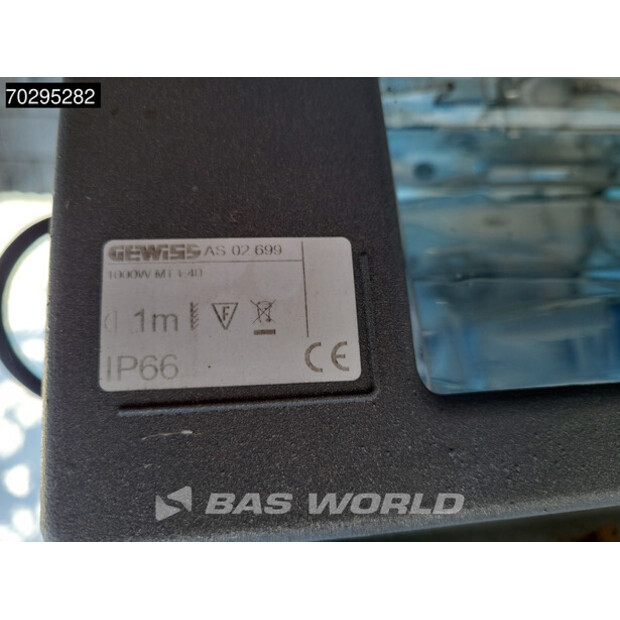 70295282
GEWISS AS 02 699
1000W MT E40
1m F
IP66 CE
BAS WORLD